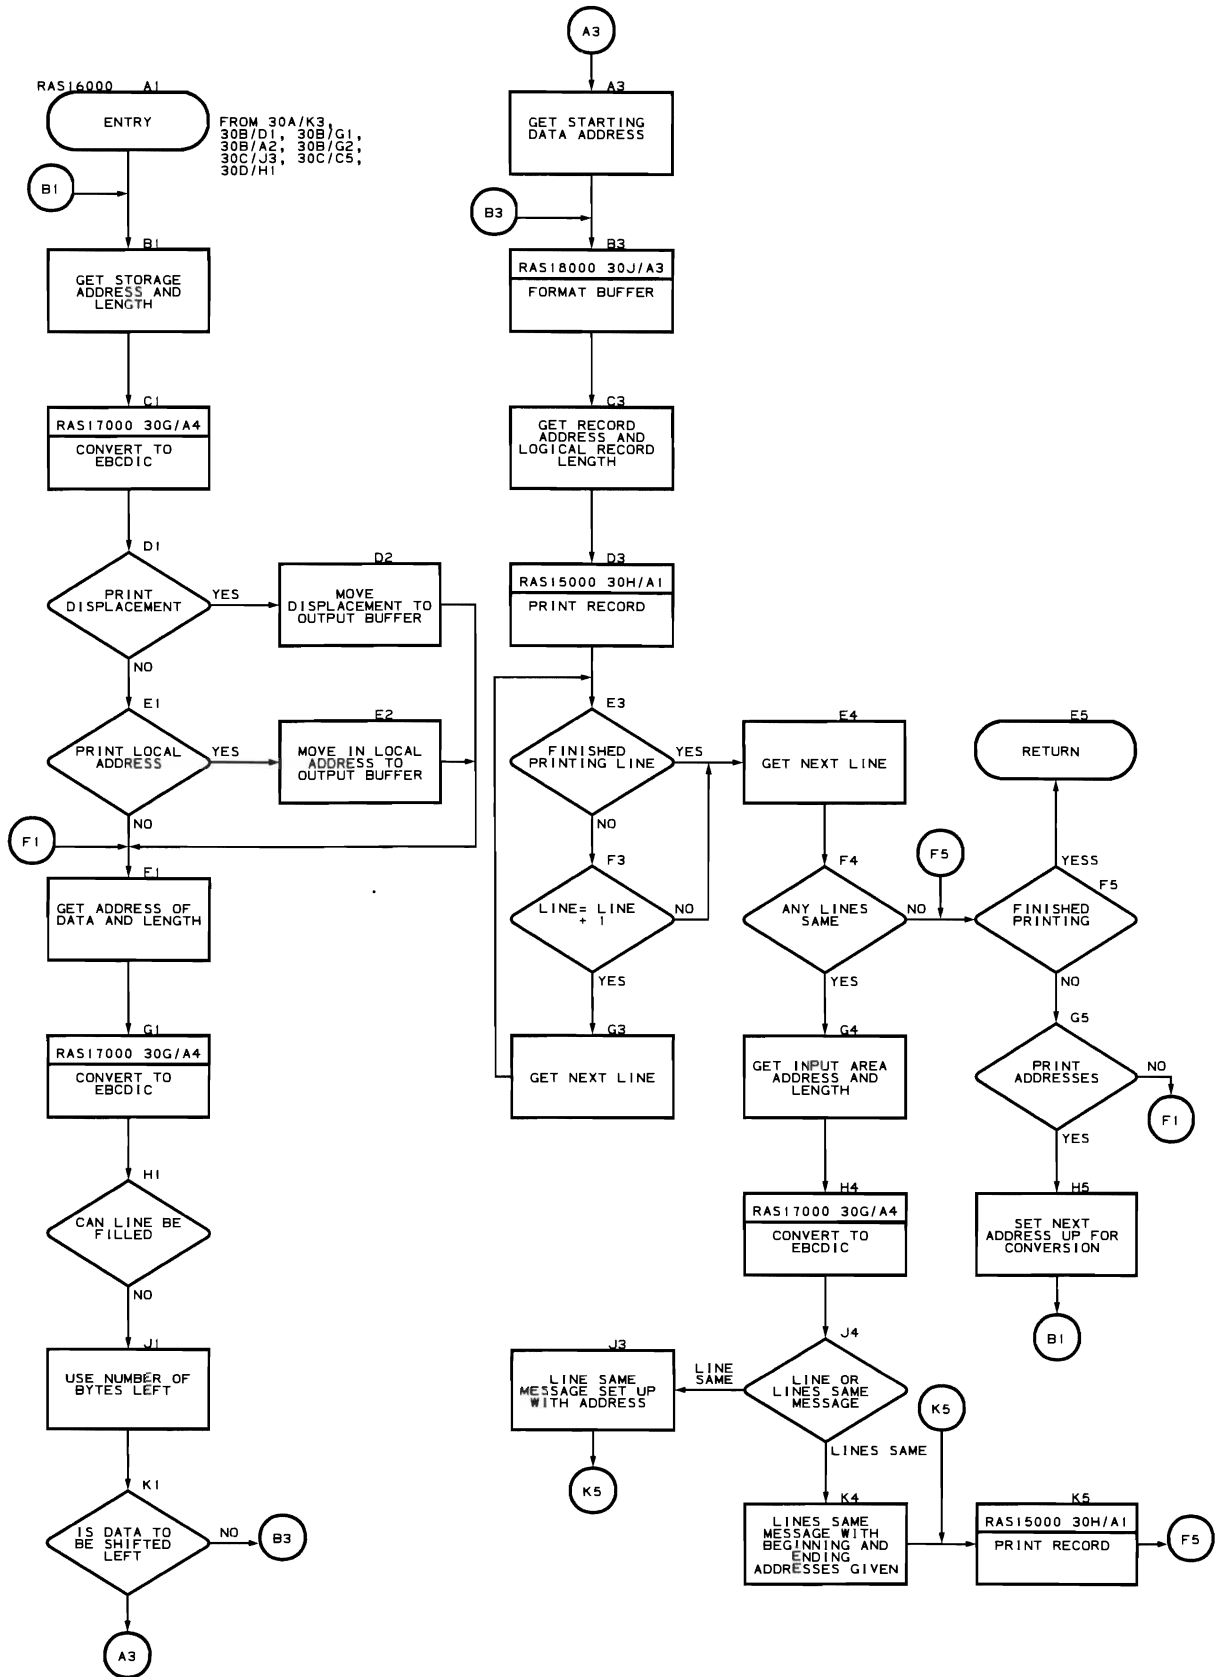 RAS16000 A1
ENTRY
FROM 30A/K3,
30B/D1, 30B/G1,
30B/A2, 30B/G2,
30C/J3, 30C/C5,
30D/H1
B1
B1
GET STORAGE
ADDRESS AND
LENGTH
C1
RAS17000 30G/A4
CONVERT TO
EBCDIC
D1
PRINT
DISPLACEMENT
YES
NO
D2
MOVE
DISPLACEMENT TO
OUTPUT BUFFER
E1
PRINT LOCAL
ADDRESS
YES
NO
E2
MOVE IN LOCAL
ADDRESS TO
OUTPUT BUFFER
F1
F1
GET ADDRESS OF
DATA AND LENGTH
G1
RAS17000 30G/A4
CONVERT TO
EBCDIC
H1
CAN LINE BE
FILLED
NO
J1
USE NUMBER OF
BYTES LEFT
K1
IS DATA TO
BE SHIFTED
LEFT
NO
B3
A3
A3
A3
GET STARTING
DATA ADDRESS
B3
B3
RAS18000 30J/A3
FORMAT BUFFER
C3
GET RECORD
ADDRESS AND
LOGICAL RECORD
LENGTH
D3
RAS15000 30H/A1
PRINT RECORD
E3
FINISHED
PRINTING LINE
YES
NO
F3
LINE= LINE
+ 1
NO
YES
G3
GET NEXT LINE
E4
GET NEXT LINE
F4
ANY LINES
SAME
NO
YES
G4
GET INPUT AREA
ADDRESS AND
LENGTH
H4
RAS17000 30G/A4
CONVERT TO
EBCDIC
J4
LINE OR
LINES SAME
MESSAGE
LINE
SAME
LINES SAME
J3
LINE SAME
MESSAGE SET UP
WITH ADDRESS
K5
K4
LINES SAME
MESSAGE WITH
BEGINNING AND
ENDING
ADDRESSES GIVEN
E5
RETURN
YESS
F5
F5
FINISHED
PRINTING
NO
G5
PRINT
ADDRESSES
NO
F1
YES
H5
SET NEXT
ADDRESS UP FOR
CONVERSION
B1
K5
K5
RAS15000 30H/A1
PRINT RECORD
F5